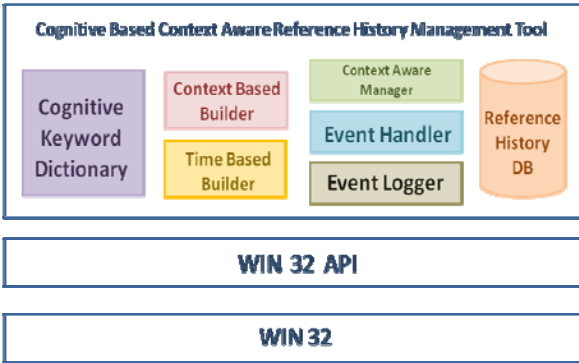 Cognitive Based Context Aware Reference History Management Tool
Cognitive
Keyword
Dictionary
Context Based
Builder
Time Based
Builder
Context Aware
Manager
Event Handler
Event Logger
Reference
History
DB
WIN 32 API
WIN 32